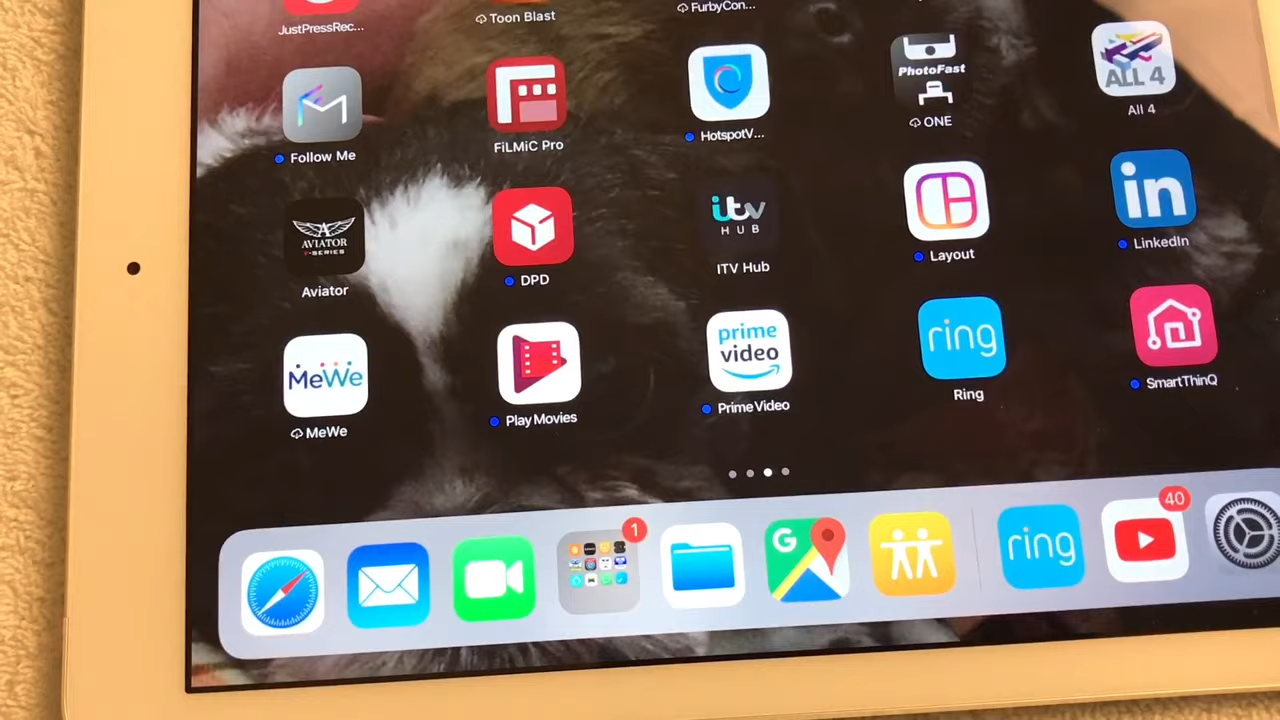 JustPressRec...
Toon Blast
FurbyCon...
Follow Me
FiLMiC Pro
HotspotV...
PhotoFast
ONE
ALL 4
All 4
AVIATOR
F-SERIES
Aviator
DPD
itv
HUB
ITV Hub
Layout
in
LinkedIn
MeWe
MeWe
Play Movies
prime
video
Prime Video
ring
Ring
SmartThinQ
1
G
ring
40